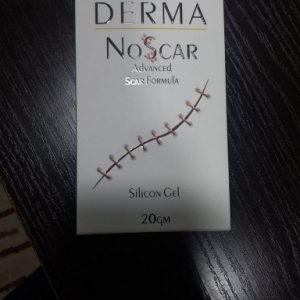 DERMA
NoScar
Advanced
Scar Formula
Silicon Gel
20GM